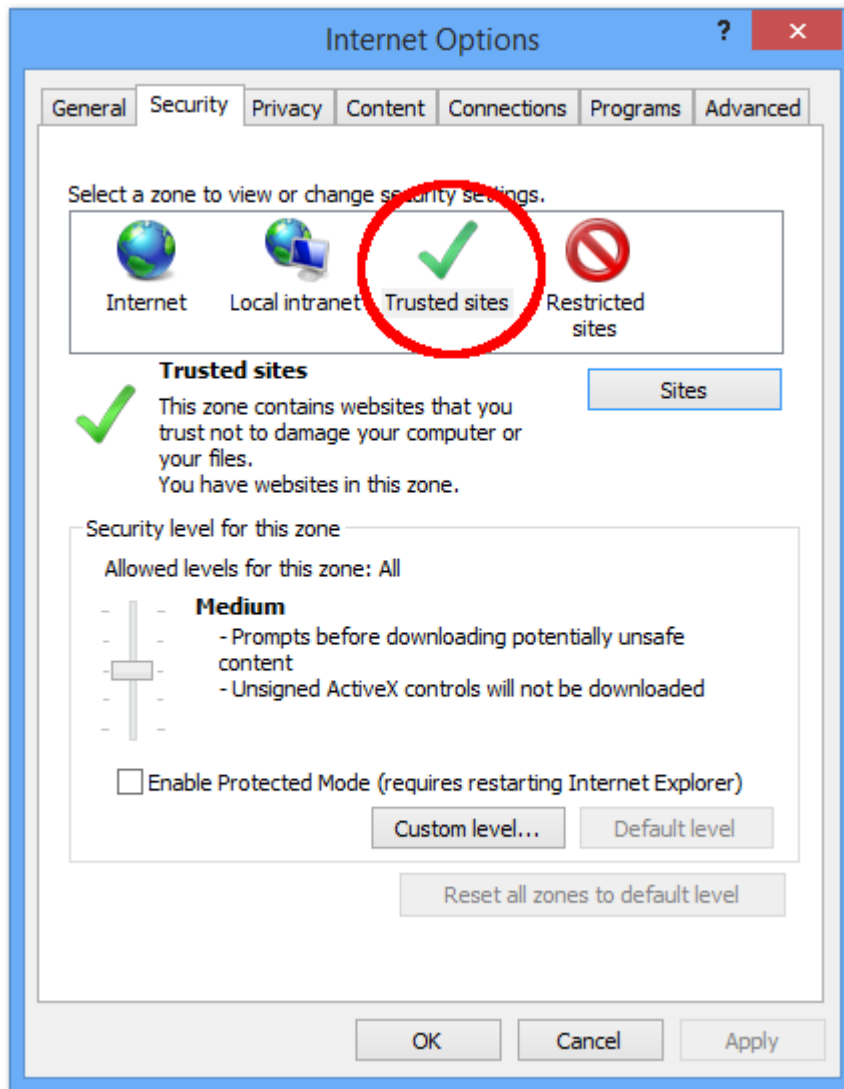 Internet Options
?
General Security Privacy Content Connections Programs Advanced
Select a zone to view or change security settings.
Internet Local intranet Trusted sites Restricted
sites
Trusted sites
Sites
This zone contains websites that you
trust not to damage your computer or
your files.
You have websites in this zone.
Security level for this zone
Allowed levels for this zone: All
Medium
- Prompts before downloading potentially unsafe
content
- Unsigned ActiveX controls will not be downloaded
Enable Protected Mode (requires restarting Internet Explorer)
Custom level... Default level
Reset all zones to default level
OK Cancel Apply